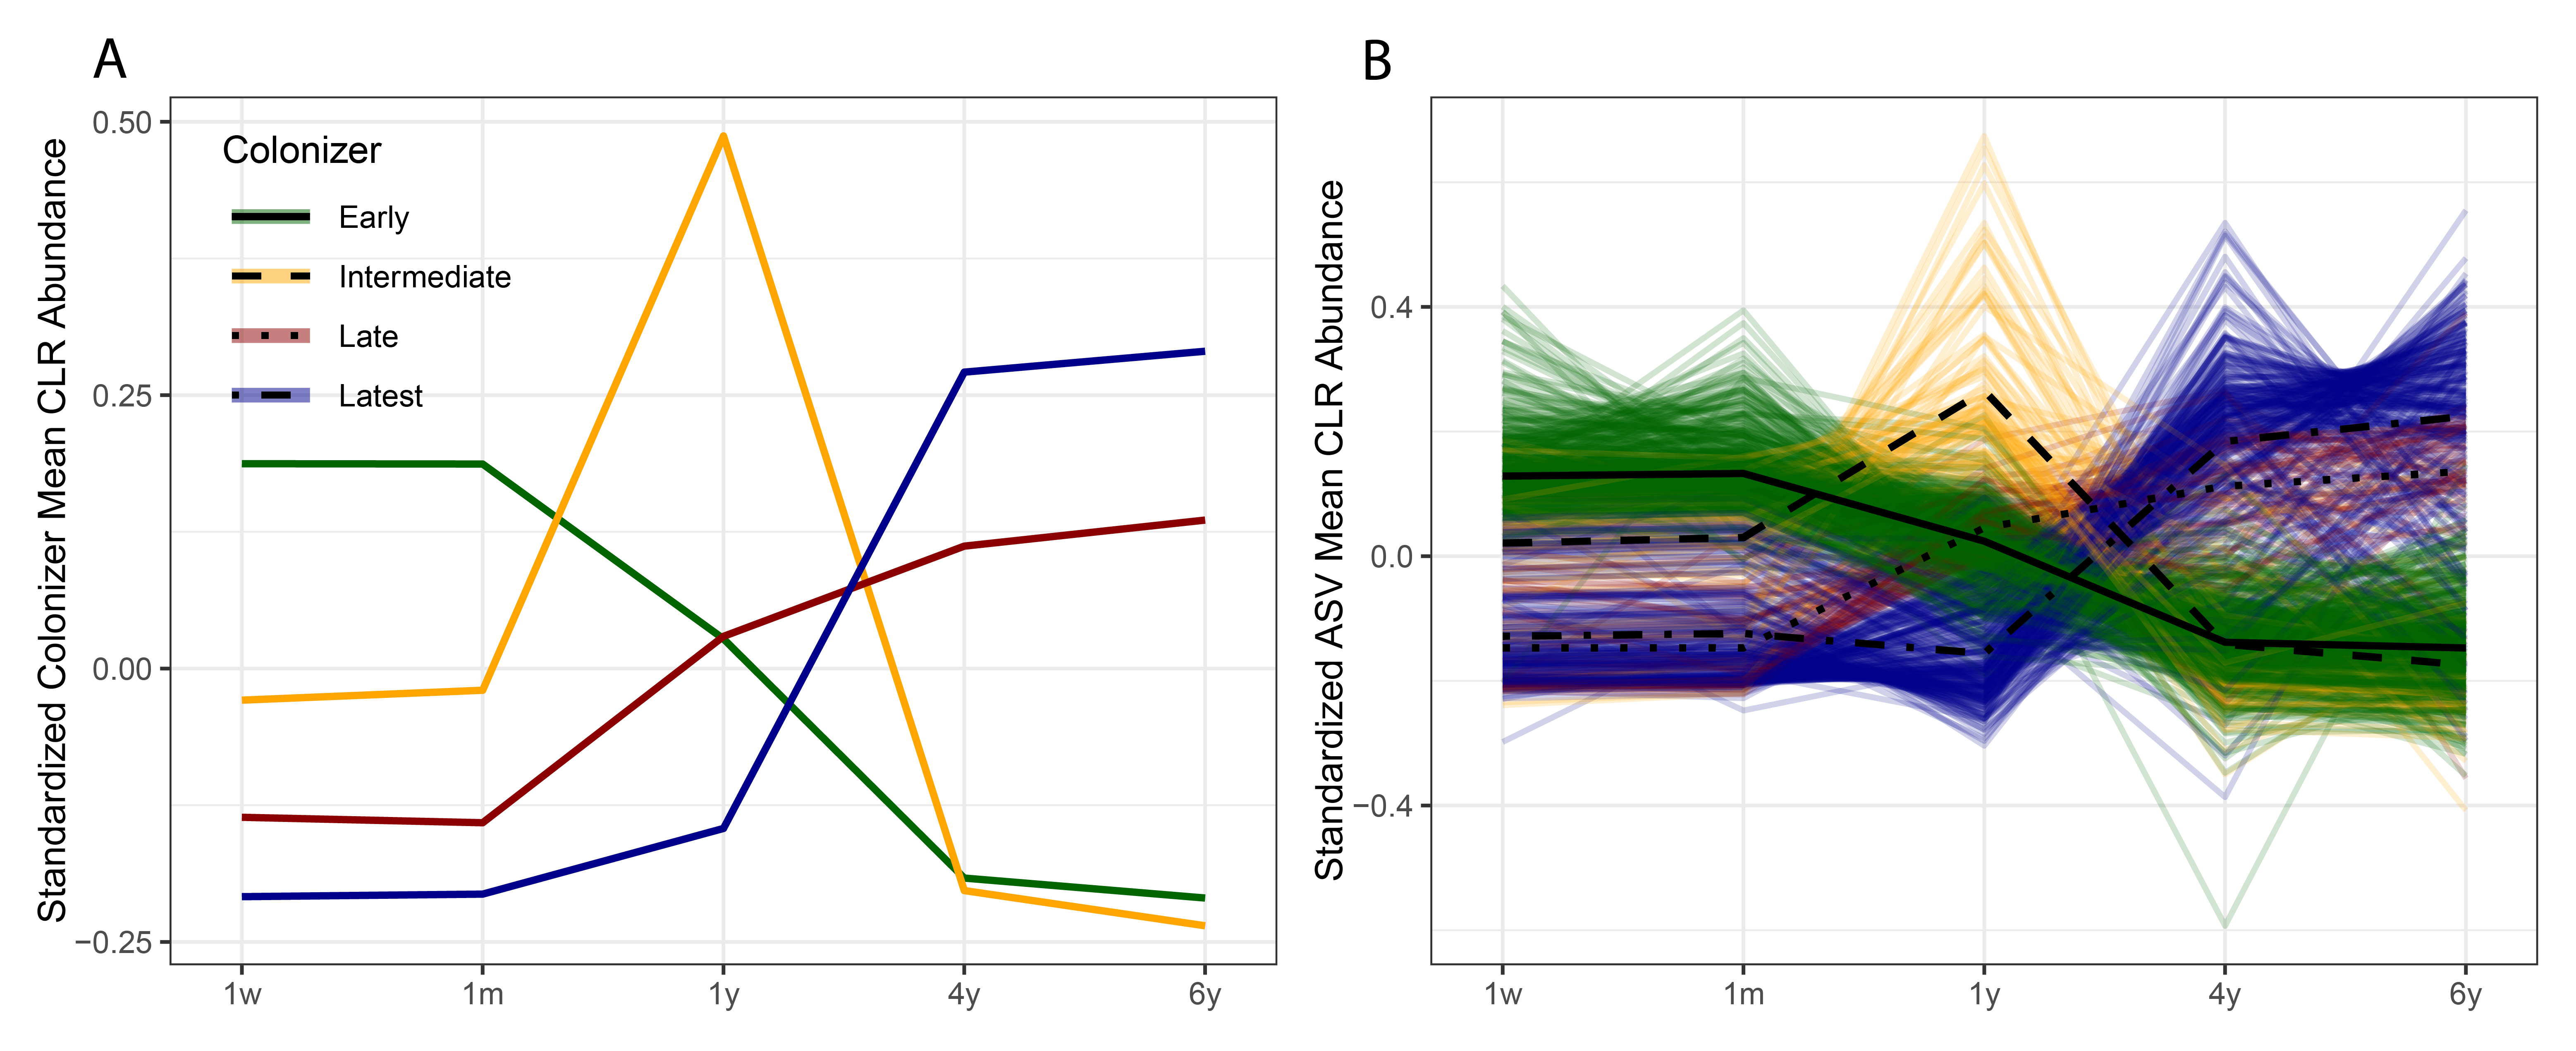 A
Standardized Colonizer Mean CLR Abundance
0.50
0.25
0.00
−0.25
Colonizer
Early
Intermediate
Late
Latest
1w 1m 1y 4y 6y
B
Standardized ASV Mean CLR Abundance
0.4
0.0
−0.4
1w 1m 1y 4y 6y